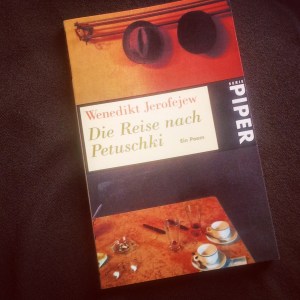 Wenedikt Jerofejew
Die Reise nach
Petuschki
Ein Poem
SERIE
PIPER